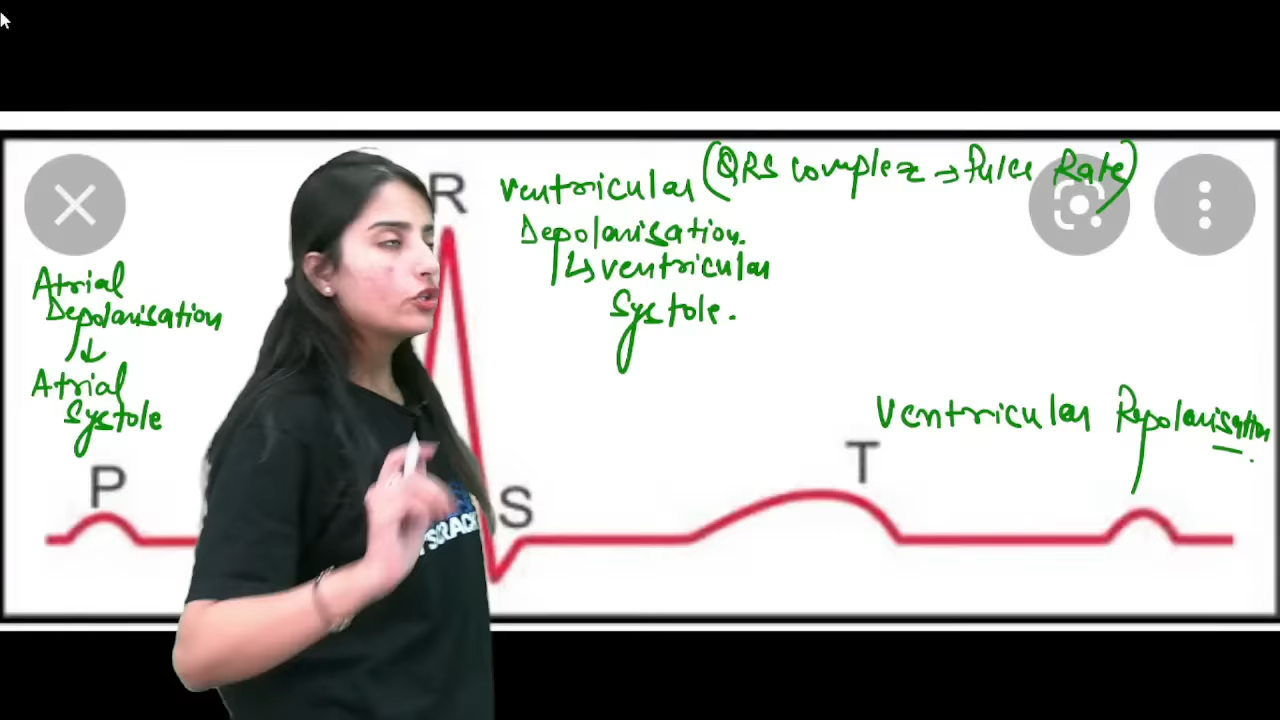 R
ventricular (QRS complex → Pulse Rate)
Depolarisation.
↳ ventricular
Systole.
Atrial
Depolarisation
↓
Atrial
Systole
ventricular Repolarisation
P
T
S